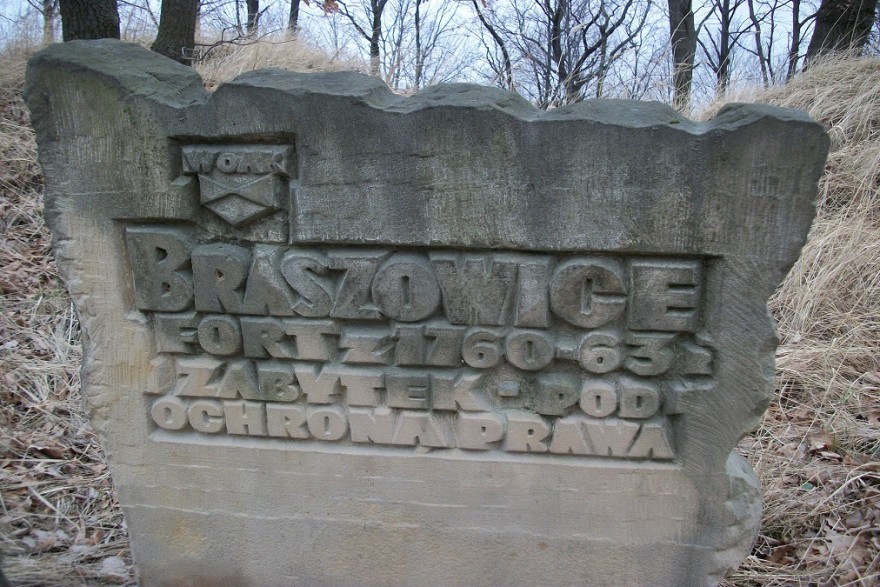 WOAK
BRASZOWICE
FORT Z 1760-63 R
ZABYTEK - POD
OCHRONĄ PRAWA